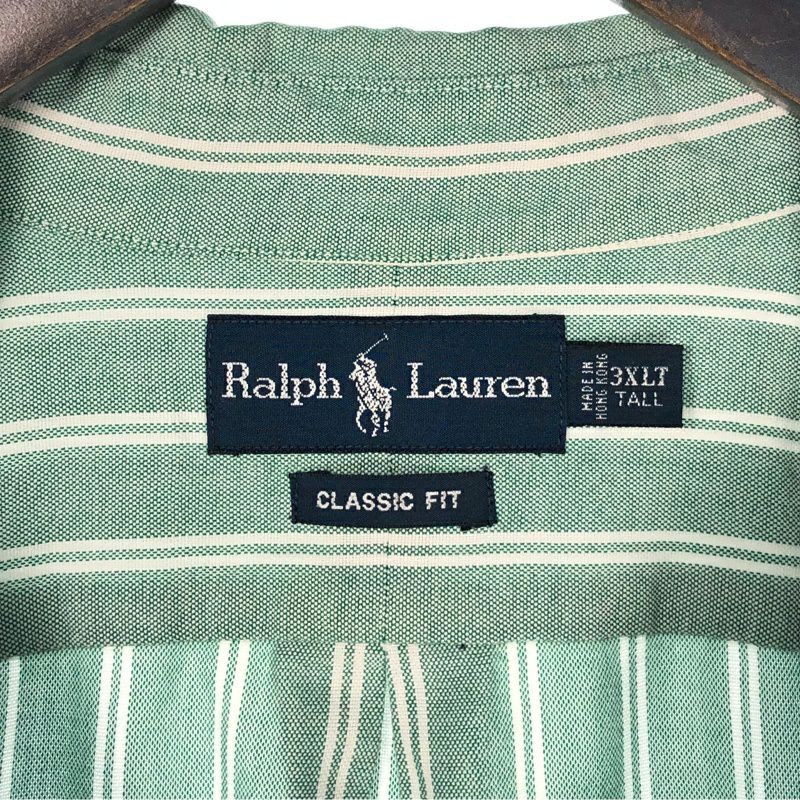 Ralph Lauren
MADE IN
HONG KONG
3XLT
TALL
CLASSIC FIT